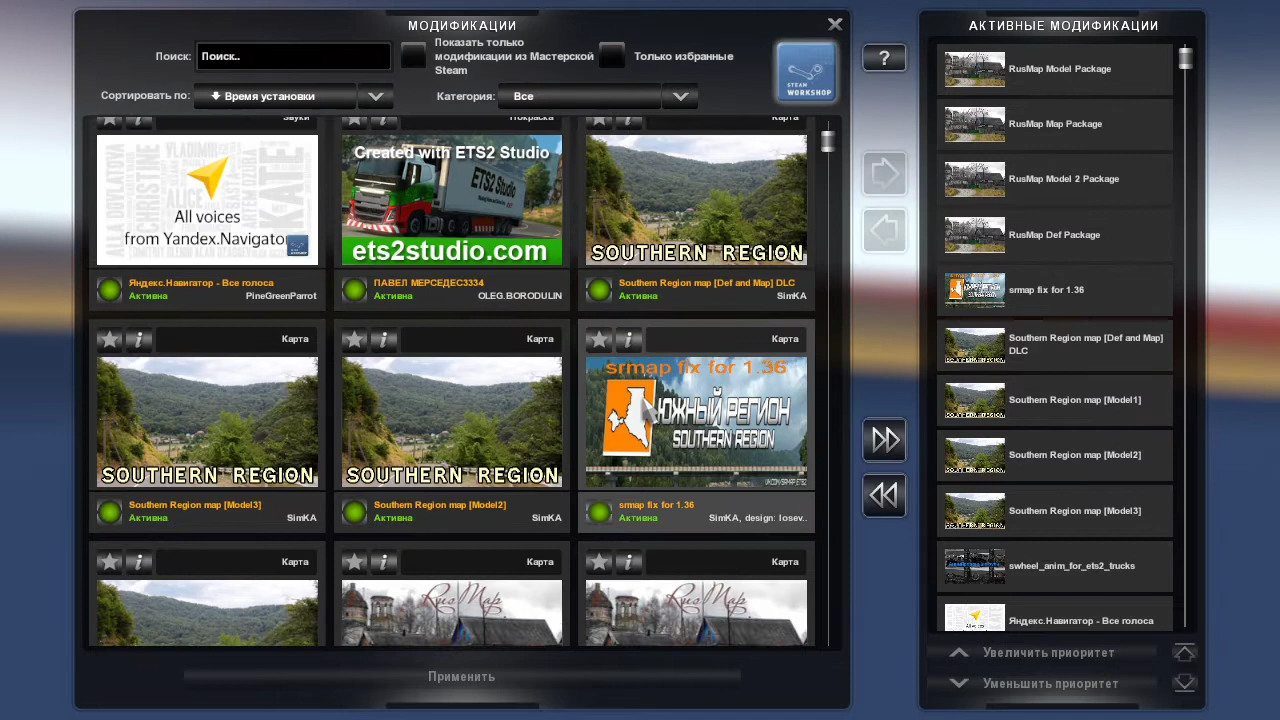 МОДИФИКАЦИИ
Поиск:
Поиск..
Показать только
модификации из Мастерской
Steam
Только избранные
STEAM
WORKSHOP
Сортировать по:
Время установки
Категория:
Все
Звуки
Покраска
Карта
All voices
from Yandex.Navigato
Created with ETS2 Studio
ETS2 Studio
ets2studio.com
SOUTHERN REGION
Яндекс.Навигатор - Все голоса
Активна
PineGreenParrot
ПАВЕЛ МЕРСЕДЕС3334
Активна
OLEG.BORODULIN
Southern Region map [Def and Map] DLC
Активна
SimKA
Карта
Карта
Карта
SOUTHERN REGION
SOUTHERN REGION
srmap fix for 1.36
ЮЖНЫЙ РЕГИОН
SOUTHERN REGION
Southern Region map [Model3]
Активна
SimKA
Southern Region map [Model2]
Активна
SimKA
srmap fix for 1.36
Активна
SimKA, design: Iosev..
Карта
Карта
Карта
RusMap
RusMap
Применить
?
АКТИВНЫЕ МОДИФИКАЦИИ
RusMap Model Package
RusMap Map Package
RusMap Model 2 Package
RusMap Def Package
srmap fix for 1.36
Southern Region map [Def and Map]
DLC
Southern Region map [Model1]
Southern Region map [Model2]
Southern Region map [Model3]
swheel_anim_for_ets2_trucks
Яндекс.Навигатор - Все голоса
Увеличить приоритет
Уменьшить приоритет